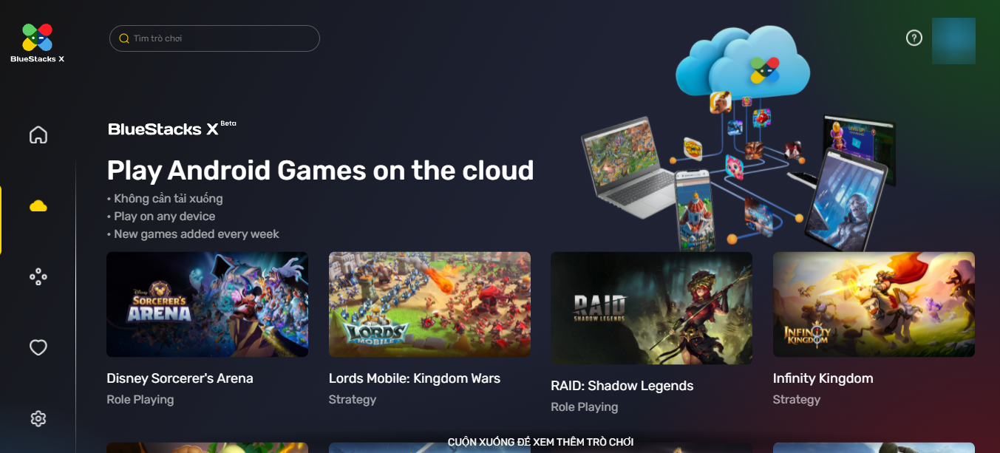 BlueStacks X
Tìm trò chơi
BlueStacks X Beta
Play Android Games on the cloud
• Không cần tải xuống
• Play on any device
• New games added every week
Disney
SORCERER'S
ARENA
LORDS
MOBILE
RAID
SHADOW LEGENDS
INFINITY
KINGDOM
Disney Sorcerer's Arena
Role Playing
Lords Mobile: Kingdom Wars
Strategy
RAID: Shadow Legends
Role Playing
Infinity Kingdom
Strategy
CUỘN XUỐNG ĐỂ XEM THÊM TRÒ CHƠI